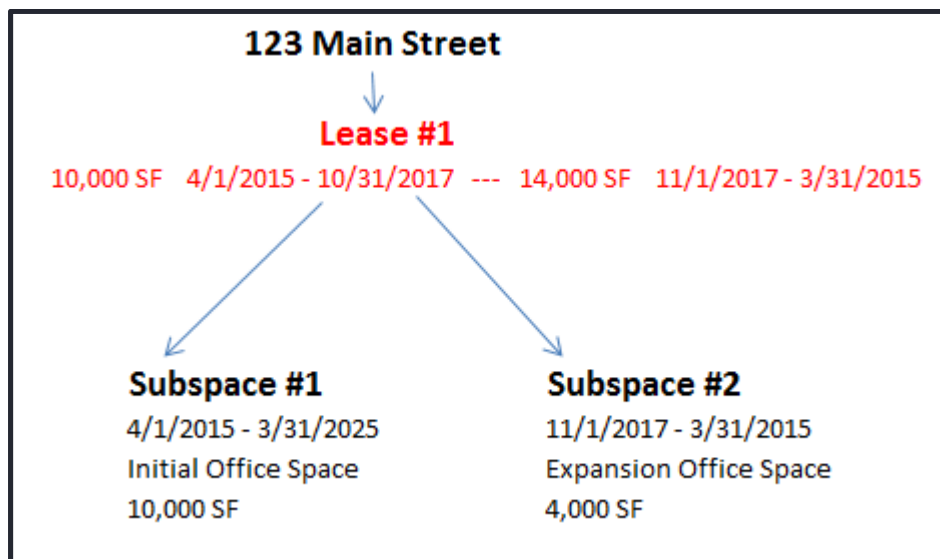 123 Main Street
Lease #1
10,000 SF 4/1/2015 - 10/31/2017 --- 14,000 SF 11/1/2017 - 3/31/2015
Subspace #1
4/1/2015 - 3/31/2025
Initial Office Space
10,000 SF
Subspace #2
11/1/2017 - 3/31/2015
Expansion Office Space
4,000 SF